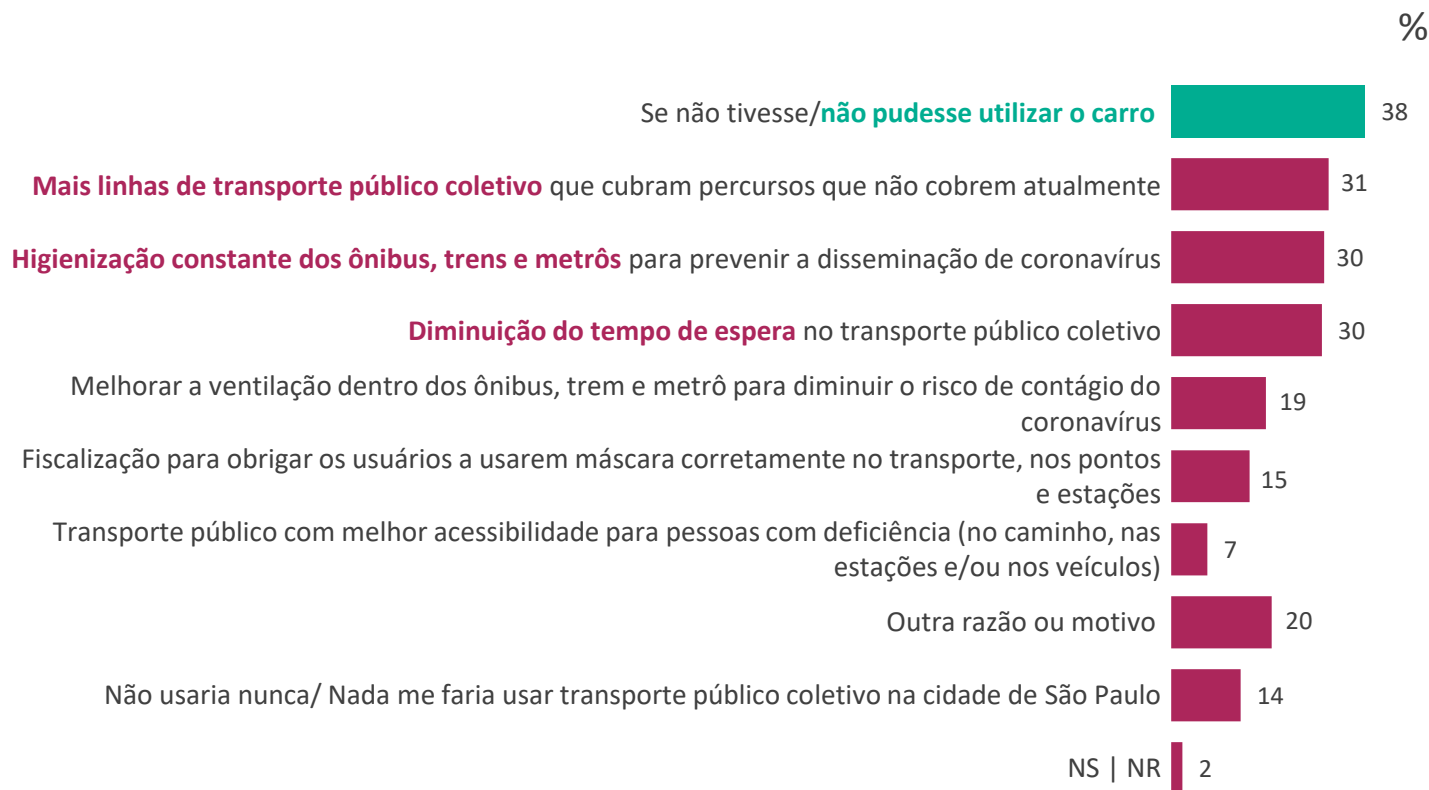 %
Se não tivesse/não pudesse utilizar o carro 38
Mais linhas de transporte público coletivo que cubram percursos que não cobrem atualmente 31
Higienização constante dos ônibus, trens e metrôs para prevenir a disseminação de coronavírus 30
Diminuição do tempo de espera no transporte público coletivo 30
Melhorar a ventilação dentro dos ônibus, trem e metrô para diminuir o risco de contágio do
coronavírus 19
Fiscalização para obrigar os usuários a usarem máscara corretamente no transporte, nos pontos
e estações 15
Transporte público com melhor acessibilidade para pessoas com deficiência (no caminho, nas
estações e/ou nos veículos) 7
Outra razão ou motivo 20
Não usaria nunca/ Nada me faria usar transporte público coletivo na cidade de São Paulo 14
NS | NR 2